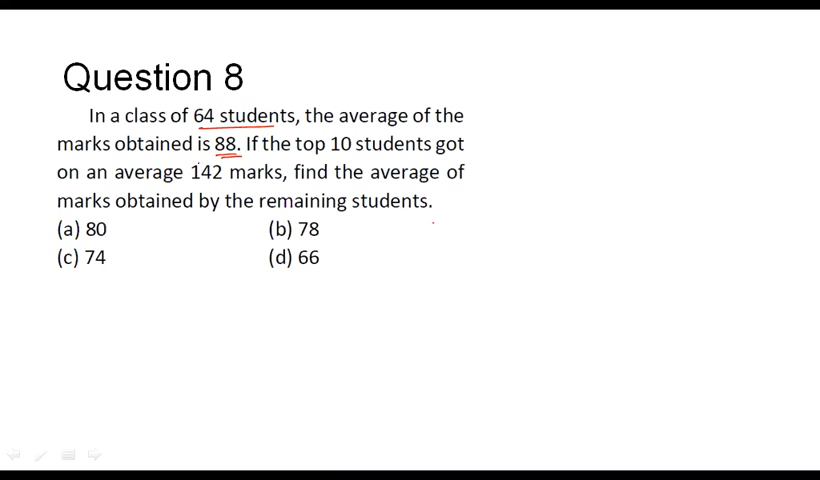 Question 8
In a class of 64 students, the average of the
marks obtained is 88. If the top 10 students got
on an average 142 marks, find the average of
marks obtained by the remaining students.
(a) 80 (b) 78
(c) 74 (d) 66